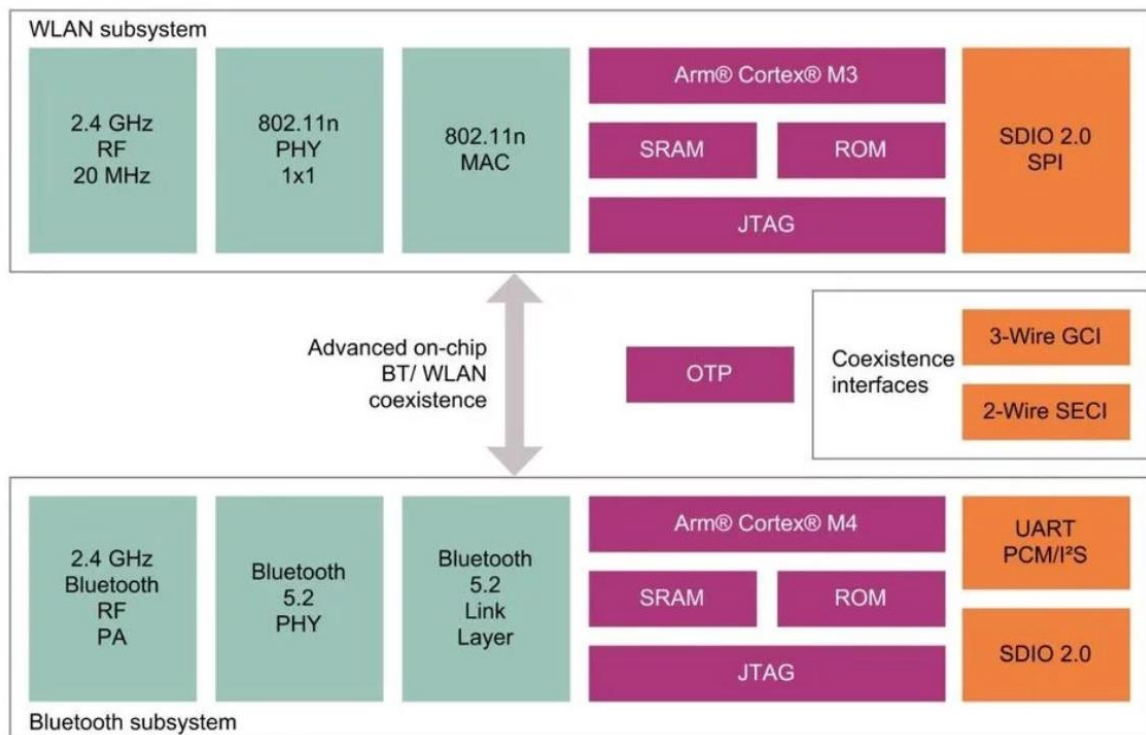 WLAN subsystem
2.4 GHz
RF
20 MHz
802.11n
PHY
1x1
802.11n
MAC
Arm® Cortex® M3
SRAM
ROM
JTAG
SDIO 2.0
SPI
Advanced on-chip
BT/ WLAN
coexistence
OTP
Coexistence
interfaces
3-Wire GCI
2-Wire SECI
2.4 GHz
Bluetooth
RF
PA
Bluetooth
5.2
PHY
Bluetooth
5.2
Link
Layer
Arm® Cortex® M4
SRAM
ROM
JTAG
UART
PCM/I²S
SDIO 2.0
Bluetooth subsystem